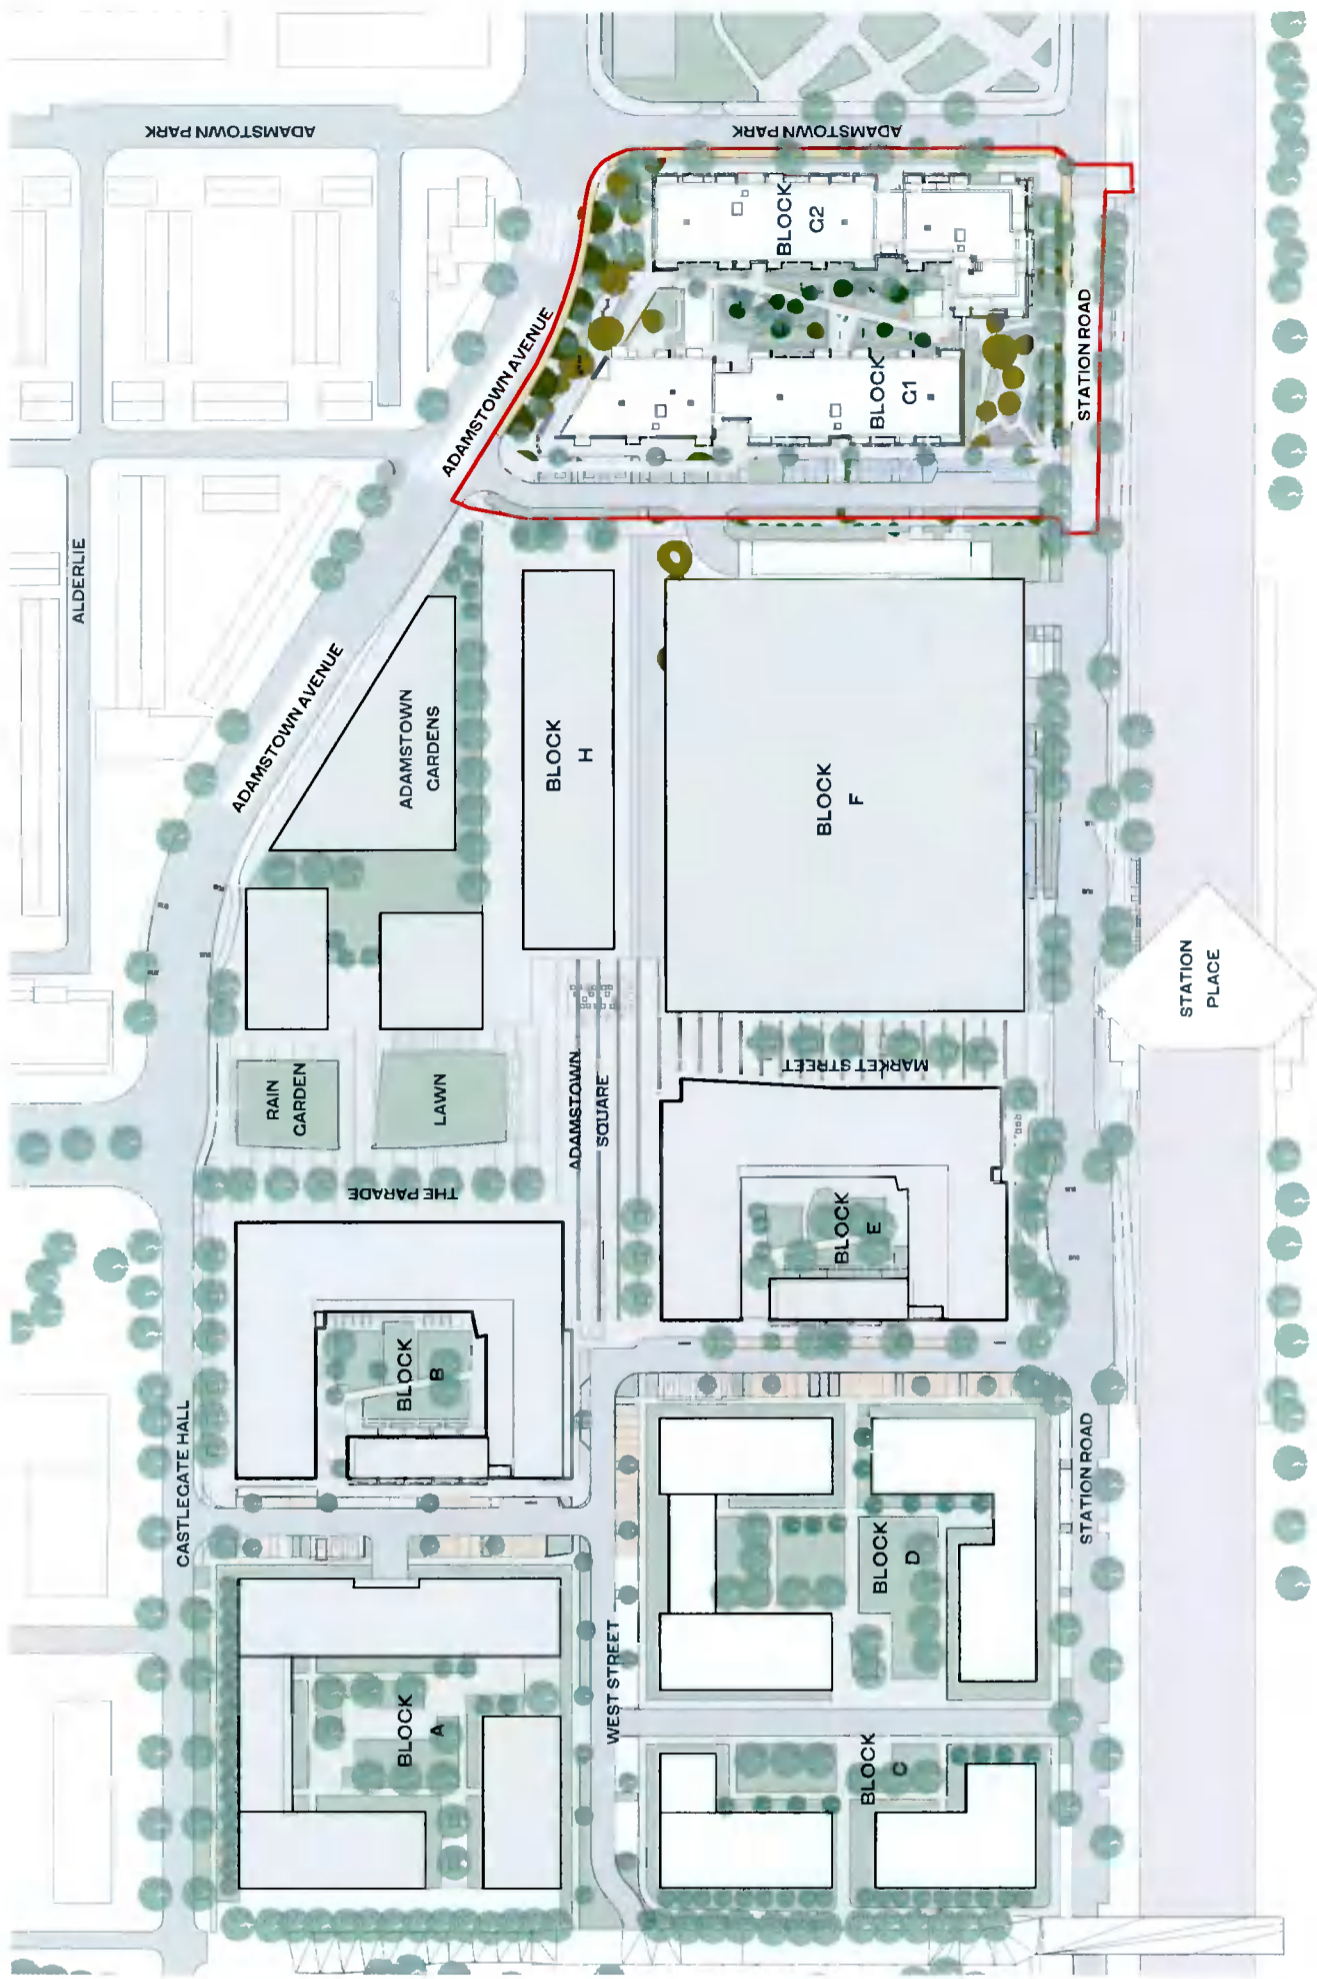 ADAMSTOWN PARK
ADAMSTOWN PARK
BLOCK
G2
ADAMSTOWN AVENUE
STATION ROAD
BLOCK
G1
ALDERLIE
ADAMSTOWN AVENUE
ADAMSTOWN
GARDENS
BLOCK
H
BLOCK
F
STATION
PLACE
MARKET STREET
RAIN
GARDEN
LAWN
ADAMSTOWN
SQUARE
THE PARADE
BLOCK
E
BLOCK
B
CASTLEGATE HALL
STATION ROAD
BLOCK
D
WEST STREET
BLOCK
A
BLOCK
C